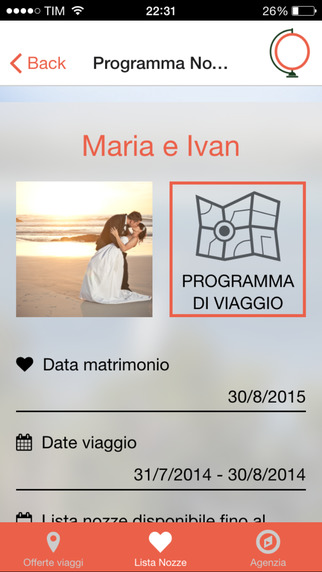 TIM 22:31 26%
Back Programma No...
Maria e Ivan
PROGRAMMA
DI VIAGGIO
Data matrimonio
30/8/2015
Date viaggio
31/7/2014 - 30/8/2014
Lista nozze disponibile fino al
Offerte viaggi Lista Nozze Agenzia